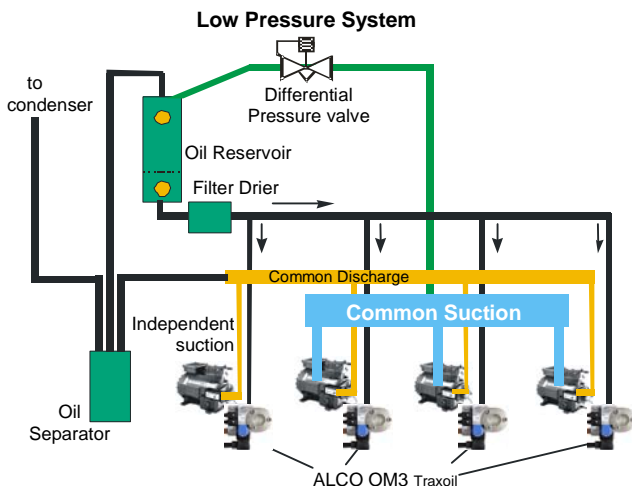 Low Pressure System
to
condenser
Differential
Pressure valve
Oil Reservoir
Filter Drier
Common Discharge
Common Suction
Independent
suction
Oil
Separator
ALCO OM3 Traxoil